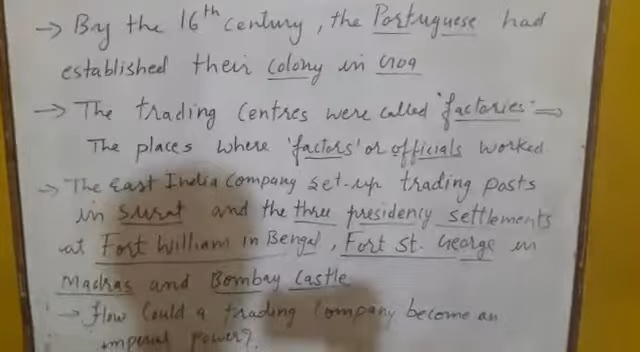 → By the 16th century, the Portuguese had
established their colony in Goa
→ The trading Centres were called 'factories' ⇒
The places where 'factors' or officials worked
→ The East India Company set-up trading posts
in Surat and the three presidency settlements
at Fort William in Bengal, Fort St. George in
Madras and Bombay Castle
→ How Could a trading Company become an
imperial power?